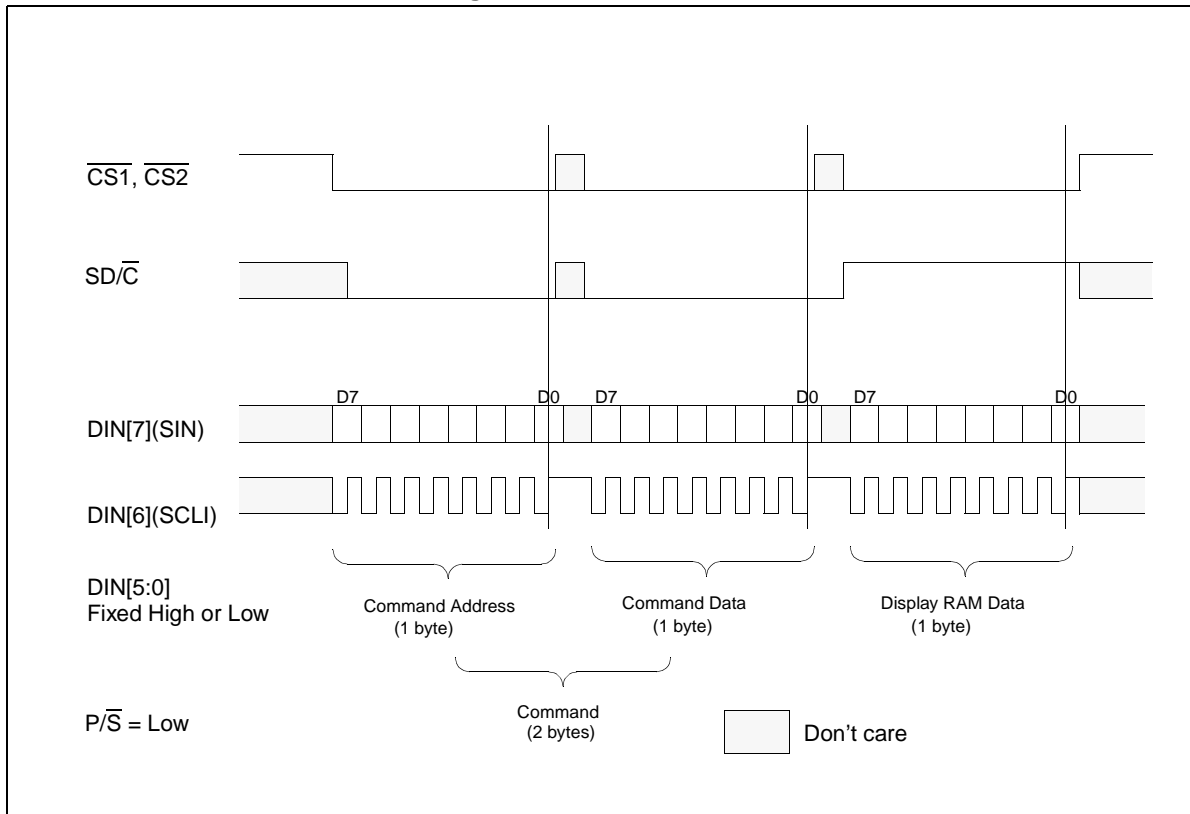 CS1, CS2
SD/C
D7 D0 D7 D0 D7 D0
DIN[7](SIN)
DIN[6](SCLI)
DIN[5:0]
Fixed High or Low
Command Address
(1 byte)
Command Data
(1 byte)
Display RAM Data
(1 byte)
P/S = Low
Command
(2 bytes)
Don't care